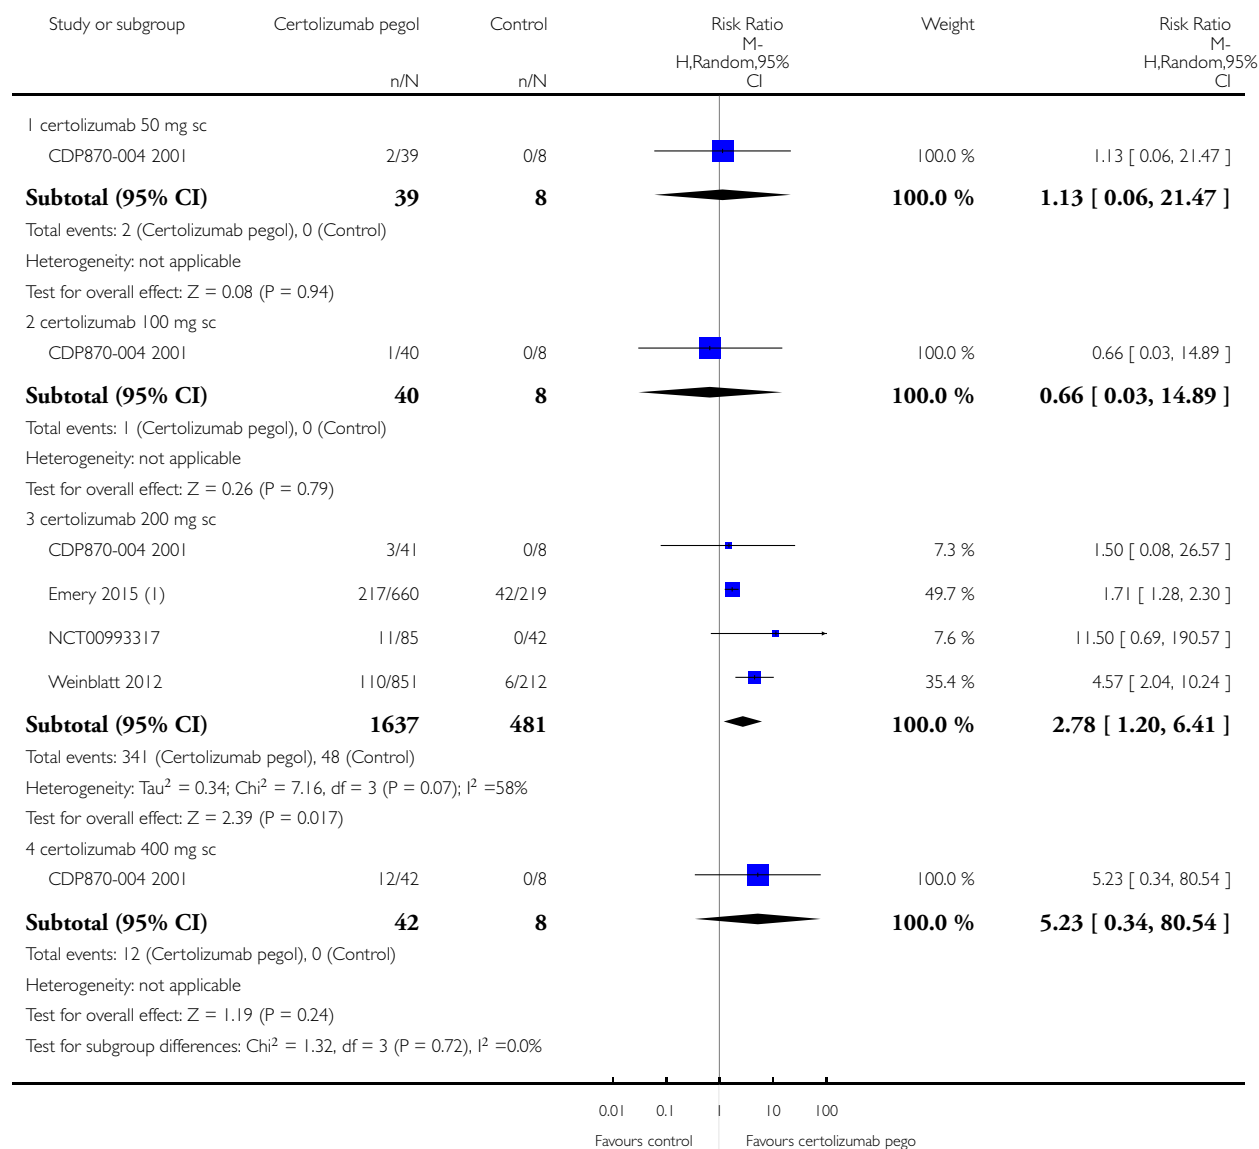 Study or subgroup Certolizumab pegol Control Risk Ratio Weight Risk Ratio
M- M-
H,Random,95% H,Random,95%
n/N n/N CI CI
1 certolizumab 50 mg sc
CDP870-004 2001 2/39 0/8 100.0 % 1.13 [ 0.06, 21.47 ]
Subtotal (95% CI) 39 8 100.0 % 1.13 [ 0.06, 21.47 ]
Total events: 2 (Certolizumab pegol), 0 (Control)
Heterogeneity: not applicable
Test for overall effect: Z = 0.08 (P = 0.94)
2 certolizumab 100 mg sc
CDP870-004 2001 1/40 0/8 100.0 % 0.66 [ 0.03, 14.89 ]
Subtotal (95% CI) 40 8 100.0 % 0.66 [ 0.03, 14.89 ]
Total events: 1 (Certolizumab pegol), 0 (Control)
Heterogeneity: not applicable
Test for overall effect: Z = 0.26 (P = 0.79)
3 certolizumab 200 mg sc
CDP870-004 2001 3/41 0/8 7.3 % 1.50 [ 0.08, 26.57 ]
Emery 2015 (1) 217/660 42/219 49.7 % 1.71 [ 1.28, 2.30 ]
NCT00993317 11/85 0/42 7.6 % 11.50 [ 0.69, 190.57 ]
Weinblatt 2012 110/851 6/212 35.4 % 4.57 [ 2.04, 10.24 ]
Subtotal (95% CI) 1637 481 100.0 % 2.78 [ 1.20, 6.41 ]
Total events: 341 (Certolizumab pegol), 48 (Control)
Heterogeneity: Tau² = 0.34; Chi² = 7.16, df = 3 (P = 0.07); I² =58%
Test for overall effect: Z = 2.39 (P = 0.017)
4 certolizumab 400 mg sc
CDP870-004 2001 12/42 0/8 100.0 % 5.23 [ 0.34, 80.54 ]
Subtotal (95% CI) 42 8 100.0 % 5.23 [ 0.34, 80.54 ]
Total events: 12 (Certolizumab pegol), 0 (Control)
Heterogeneity: not applicable
Test for overall effect: Z = 1.19 (P = 0.24)
Test for subgroup differences: Chi² = 1.32, df = 3 (P = 0.72), I² =0.0%
0.01 0.1 1 10 100
Favours control Favours certolizumab pego